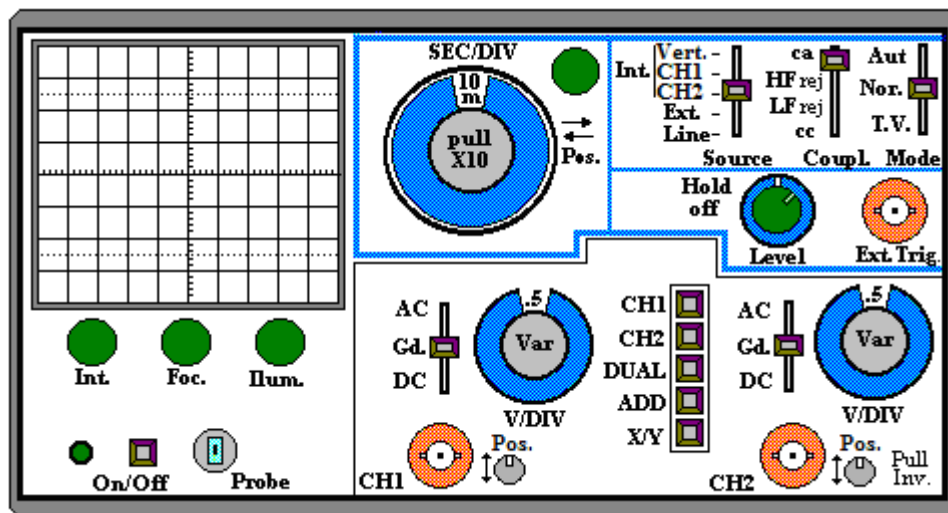 SEC/DIV
10
m
pull
X10
Pos.
Int.
Vert.
CH1
CH2
Ext.
Line
Source
ca
HF rej
LF rej
cc
Coupl.
Aut
Nor.
T.V.
Mode
Hold
off
Level
Ext. Trig.
Int.
Foc.
Ilum.
On/Off
Probe
AC
Gd.
DC
.5
Var
V/DIV
CH1
Pos.
CH1
CH2
DUAL
ADD
X/Y
AC
Gd.
DC
.5
Var
V/DIV
CH2
Pos.
Pull
Inv.